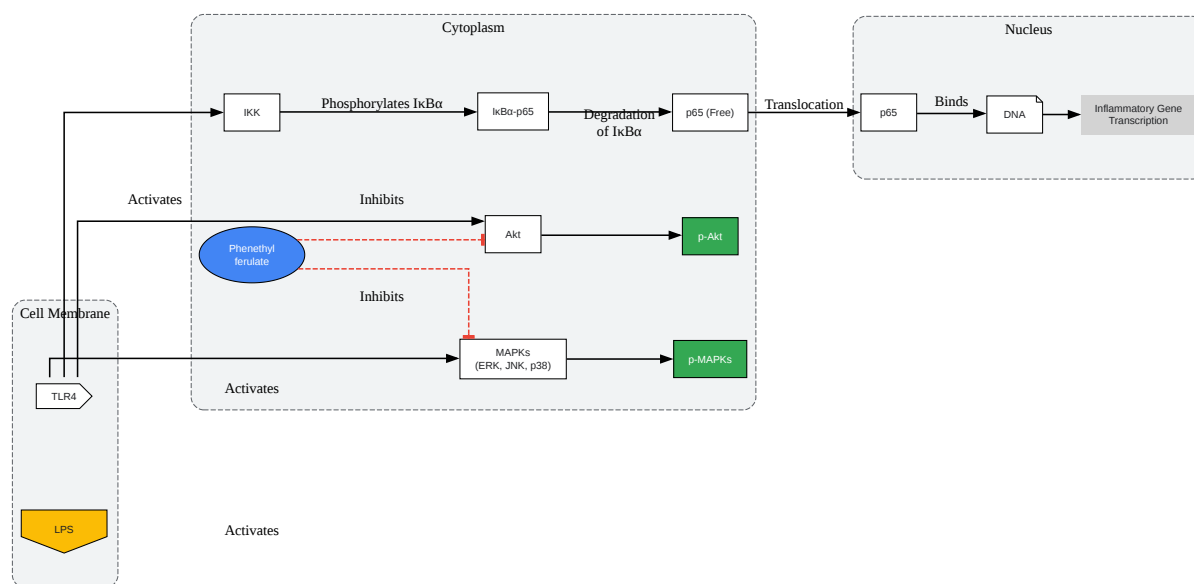 Cytoplasm
Nucleus
IKK
Phosphorylates IκBα
IκBα-p65
Degradation
of IκBα
p65 (Free)
Translocation
p65
Binds
DNA
Inflammatory Gene
Transcription
Activates
Inhibits
Akt
p-Akt
Phenethyl
ferulate
Inhibits
Cell Membrane
MAPKs
(ERK, JNK, p38)
p-MAPKs
TLR4
Activates
LPS
Activates